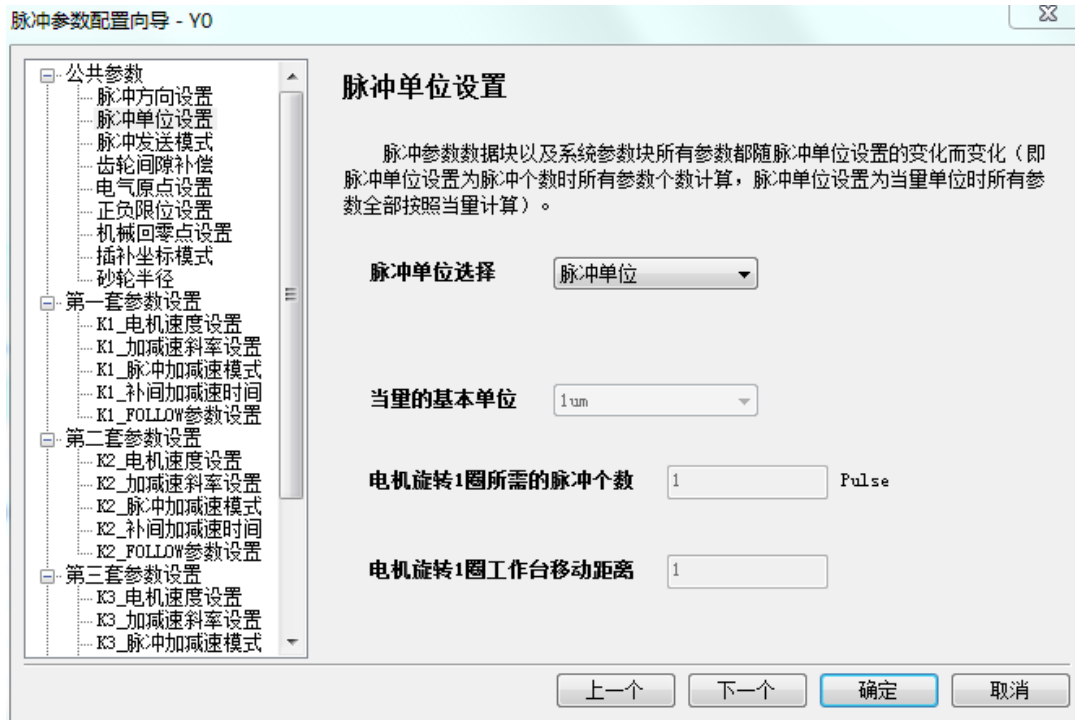 脉冲参数配置向导 - Y0
公共参数
脉冲方向设置
脉冲单位设置
脉冲发送模式
齿轮间隙补偿
电气原点设置
正负限位设置
机械回零点设置
插补坐标模式
砂轮半径
第一套参数设置
K1_电机速度设置
K1_加减速斜率设置
K1_脉冲加减速模式
K1_补间加减速时间
K1_FOLLOW参数设置
第二套参数设置
K2_电机速度设置
K2_加减速斜率设置
K2_脉冲加减速模式
K2_补间加减速时间
K2_FOLLOW参数设置
第三套参数设置
K3_电机速度设置
K3_加减速斜率设置
K3_脉冲加减速模式
脉冲单位设置
脉冲参数数据块以及系统参数块所有参数都随脉冲单位设置的变化而变化（即
脉冲单位设置为脉冲个数时所有参数个数计算，脉冲单位设置为当量单位时所有参
数全部按照当量计算）。
脉冲单位选择 脉冲单位
当量的基本单位 1um
电机旋转1圈所需的脉冲个数 1 Pulse
电机旋转1圈工作台移动距离 1
上一个 下一个 确定 取消